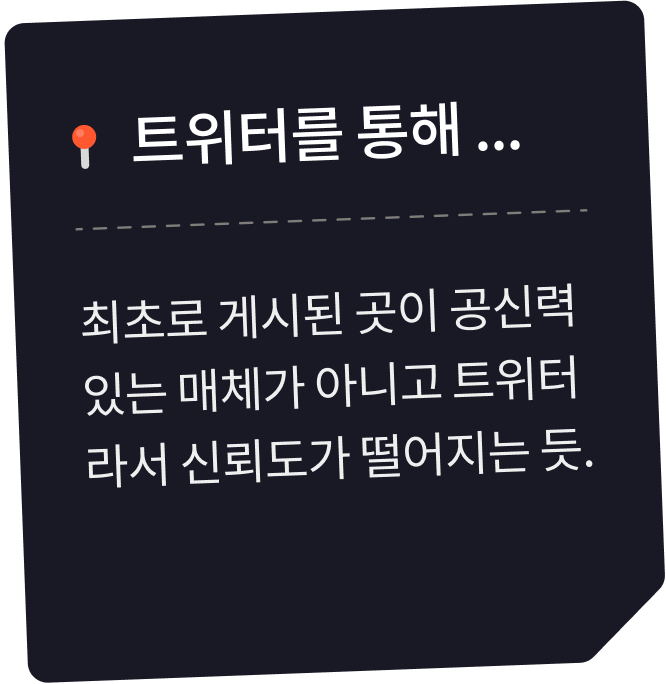 트위터를 통해 ...
최초로 게시된 곳이 공신력
있는 매체가 아니고 트위터
라서 신뢰도가 떨어지는 듯.